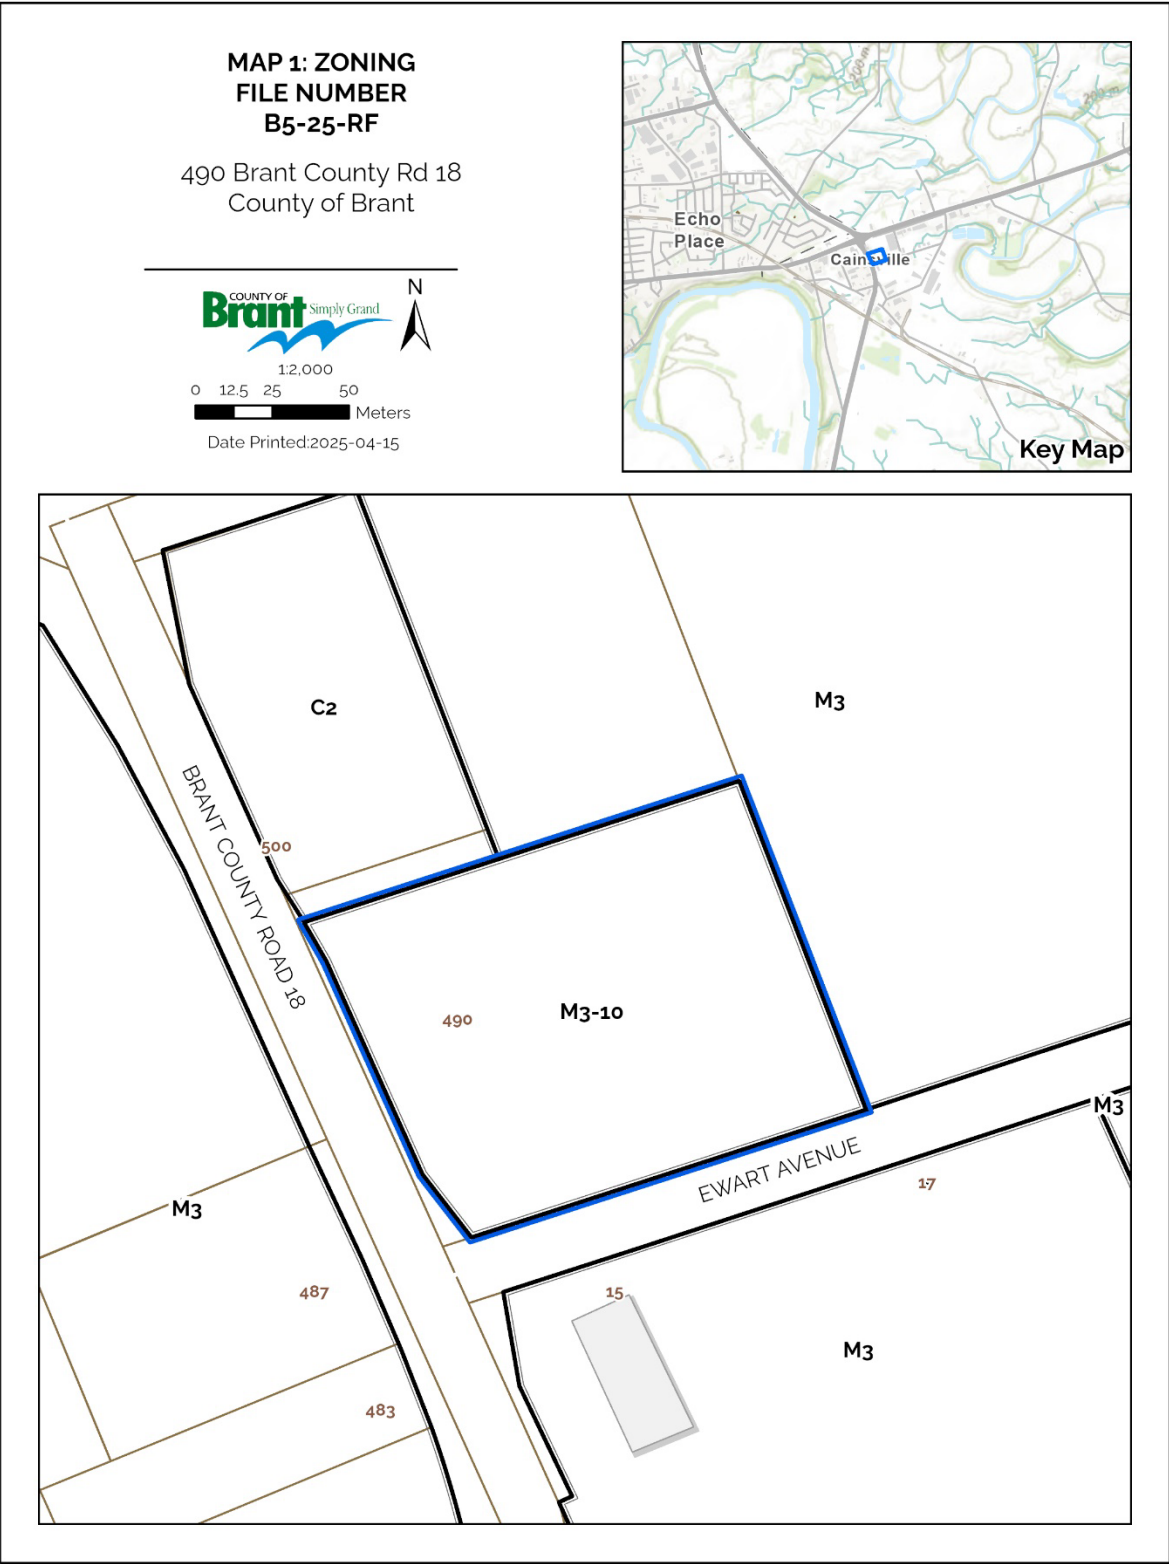 MAP 1: ZONING
FILE NUMBER
B5-25-RF
490 Brant County Rd 18
County of Brant
COUNTY OF
Brant Simply Grand
N
1:2,000
0 12.5 25 50
Meters
Date Printed:2025-04-15
200 m
200 m
Echo
Place
Cainsville
Key Map
C2
M3
BRANT COUNTY ROAD 18
500
490
M3-10
M3
EWART AVENUE
17
M3
487
15
M3
483